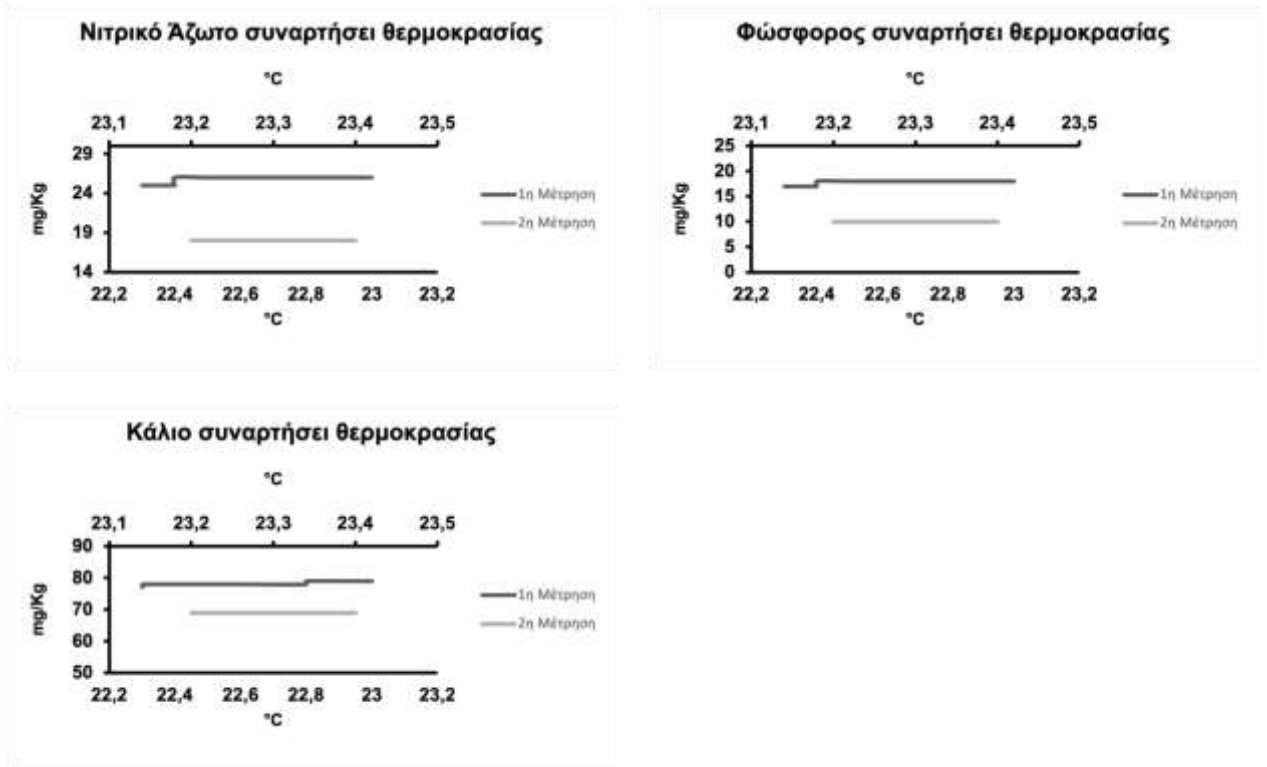 Νιτρικό Άζωτο συναρτήσει θερμοκρασίας
°C
23,1 23,2 23,3 23,4 23,5
29
24
19
14
mg/Kg
22,2 22,4 22,6 22,8 23 23,2
°C
1η Μέτρηση
2η Μέτρηση
Φώσφορος συναρτήσει θερμοκρασίας
°C
23,1 23,2 23,3 23,4 23,5
25
20
15
10
5
0
mg/Kg
22,2 22,4 22,6 22,8 23 23,2
°C
1η Μέτρηση
2η Μέτρηση
Κάλιο συναρτήσει θερμοκρασίας
°C
23,1 23,2 23,3 23,4 23,5
90
80
70
60
50
mg/Kg
22,2 22,4 22,6 22,8 23 23,2
°C
1η Μέτρηση
2η Μέτρηση